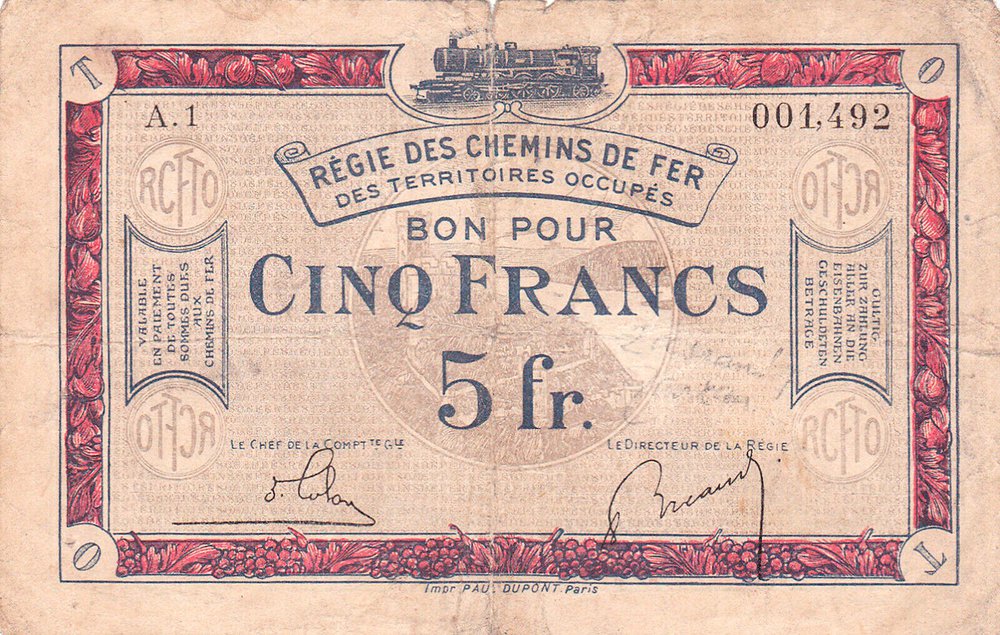 T
O
A.1
001,492
RÉGIE DES CHEMINS DE FER
DES TERRITOIRES OCCUPÉS
BON POUR
CINQ FRANCS
5 fr.
RCFTO
RCFTO
VALABLE
EN PAIEMENT
DE TOUTES
SOMMES DUES
AUX
CHEMINS DE FER
GULTIG
ZUR ZAHLUNG
ALLER AN DIE
EISENBAHNEN
GESCHULDETEN
BETRAGE
RCFTO
RCFTO
LE CHEF DE LA COMPTTE GLE
LE DIRECTEUR DE LA RÉGIE
O
T
Impr. PAUL DUPONT. Paris